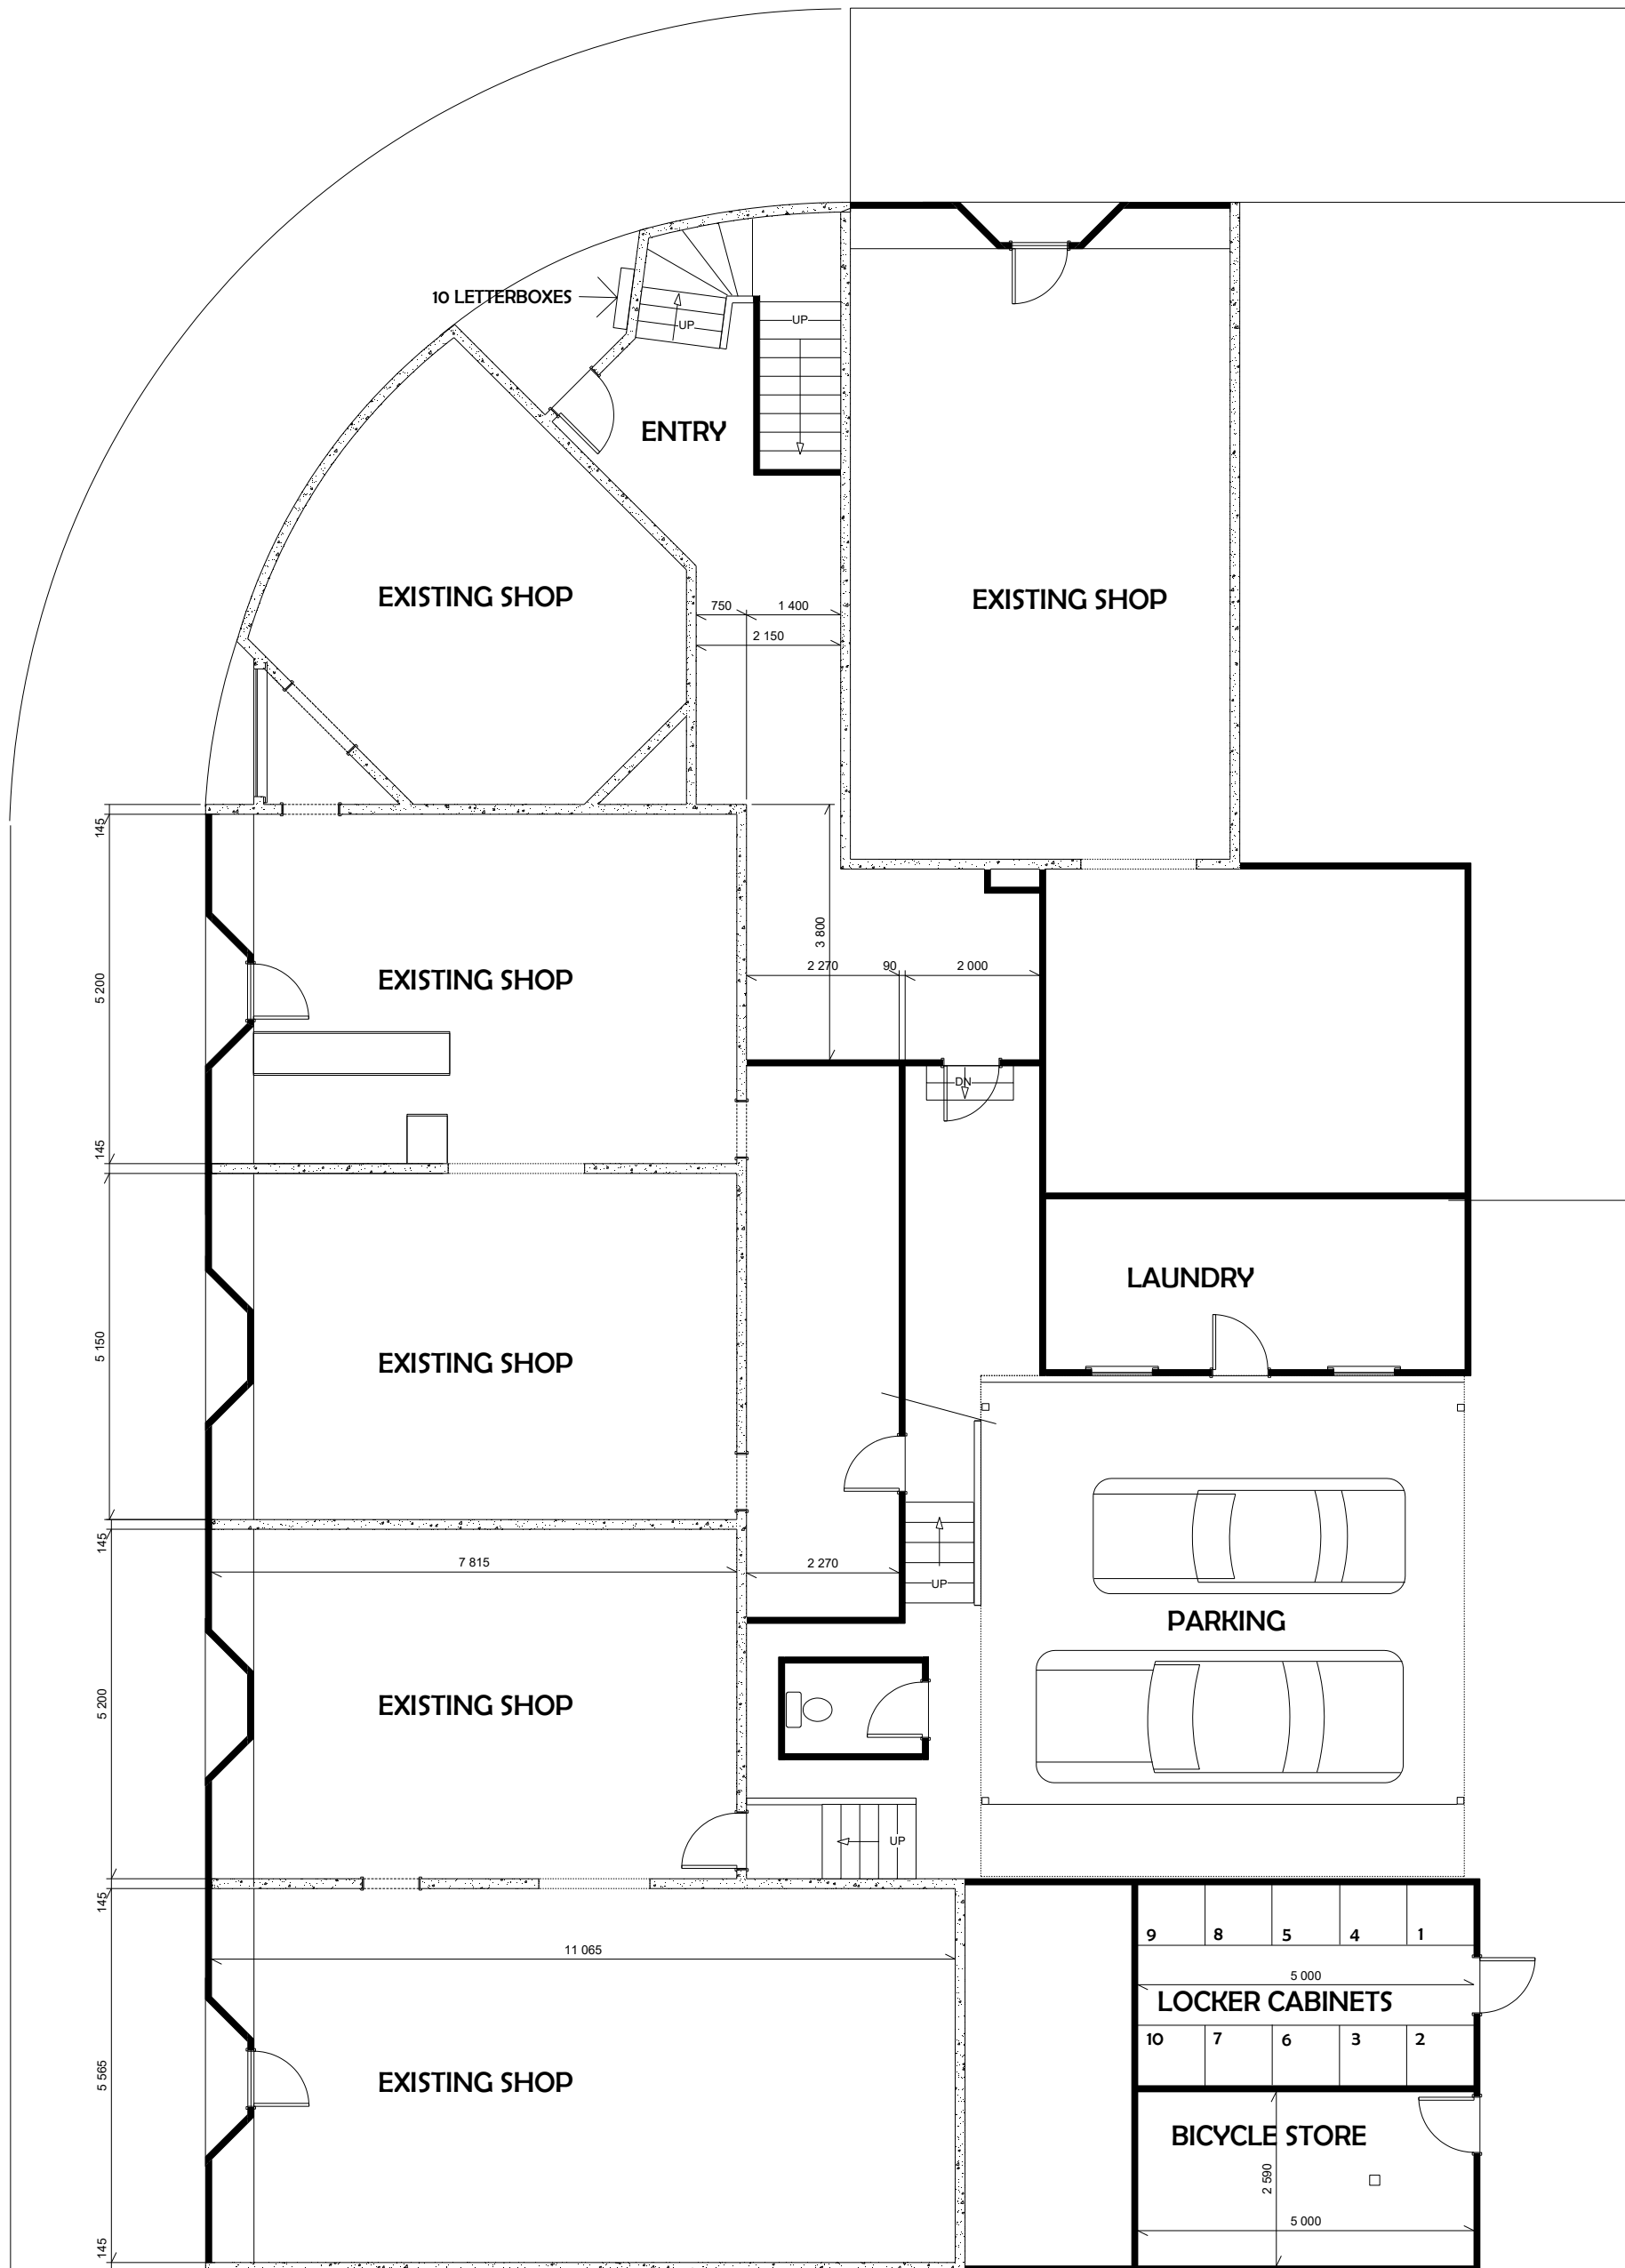 10 LETTERBOXES
UP
UP
ENTRY
EXISTING SHOP
EXISTING SHOP
750
1 400
2 150
145
3 800
5 200
EXISTING SHOP
2 270
90
2 000
DN
145
LAUNDRY
5 150
EXISTING SHOP
145
7 815
2 270
UP
PARKING
5 200
EXISTING SHOP
UP
145
9
8
5
4
1
11 065
5 000
LOCKER CABINETS
10
7
6
3
2
5 565
EXISTING SHOP
BICYCLE STORE
2 590
5 000
145